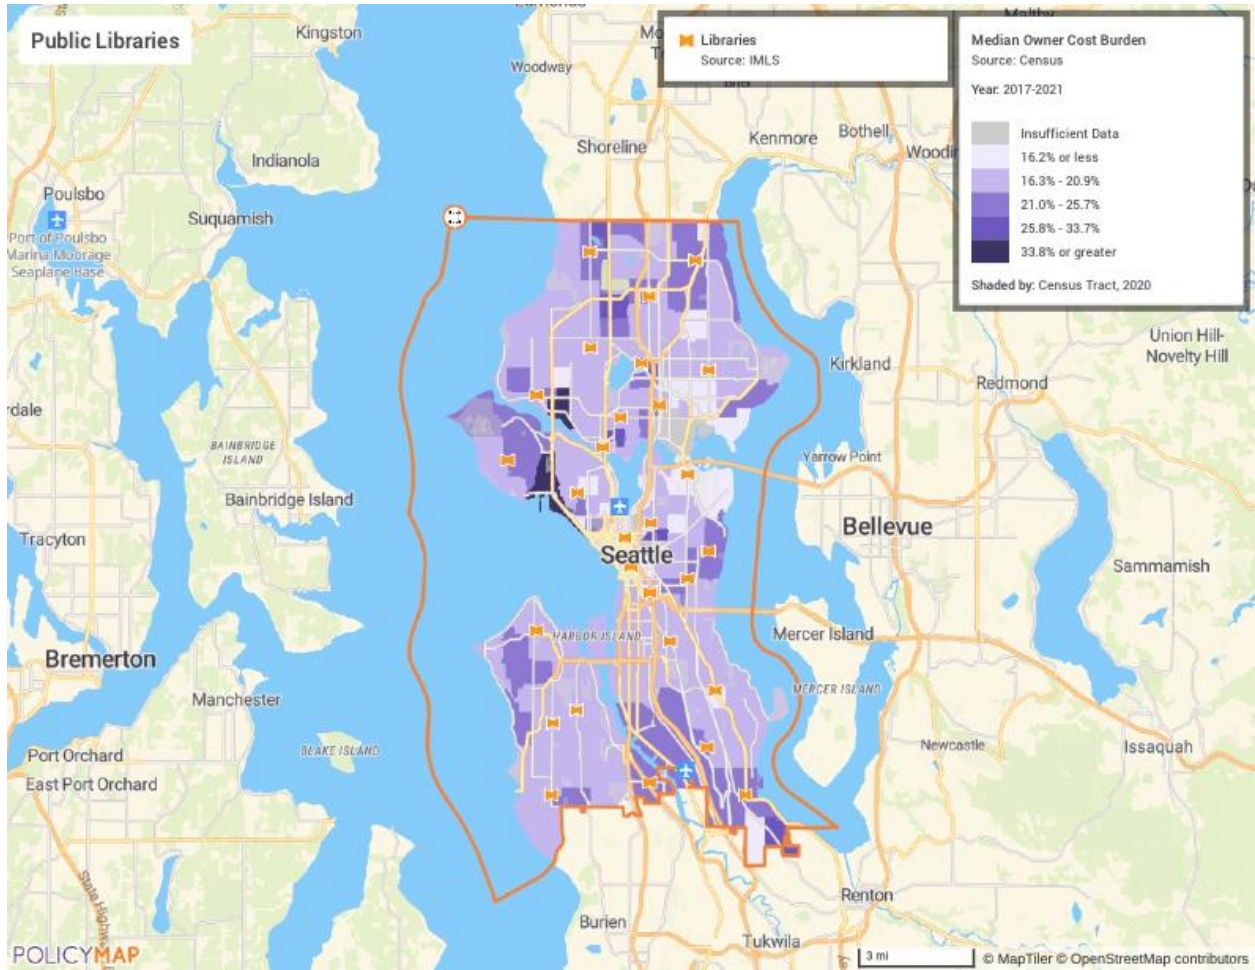 Public Libraries
Libraries
Source: IMLS
Median Owner Cost Burden
Source: Census
Year: 2017-2021
Insufficient Data
16.2% or less
16.3% - 20.9%
21.0% - 25.7%
25.8% - 33.7%
33.8% or greater
Shaded by: Census Tract, 2020
Kingston
Woodway
Shoreline
Kenmore
Bothell
Indianola
Poulsbo
Suquamish
Port of Poulsbo
Marina Moorage
Seaplane Base
Union Hill-
Novelty Hill
Kirkland
Redmond
BAINBRIDGE
ISLAND
Yarrow Point
Bainbridge Island
Bellevue
Tracyton
Seattle
Sammamish
HARBOR ISLAND
Mercer Island
Bremerton
MERCER ISLAND
Manchester
Newcastle
Issaquah
Port Orchard
BLAKE ISLAND
East Port Orchard
State Highway
Renton
Burien
Tukwila
POLICYMAP
3 mi
© MapTiler © OpenStreetMap contributors